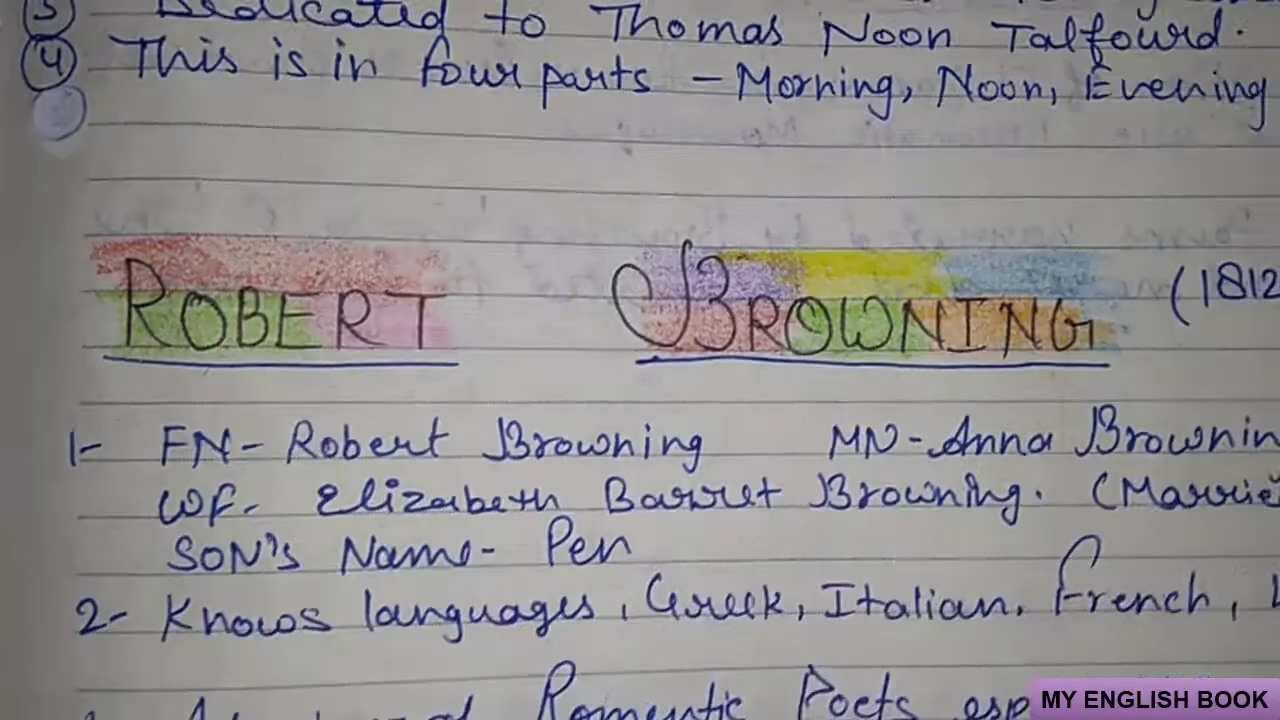 3 Dedicated to Thomas Noon Talfourd.
4 This is in four parts - Morning, Noon, Evening
ROBERT BROWNING (1812
1- FN- Robert Browning MN- Anna Brownin
WF- Elizabeth Barret Browning. (Marrie
SON's Name- Pen
2- Knows languages, Greek, Italian, French, L
Romantic Poets esp
MY ENGLISH BOOK